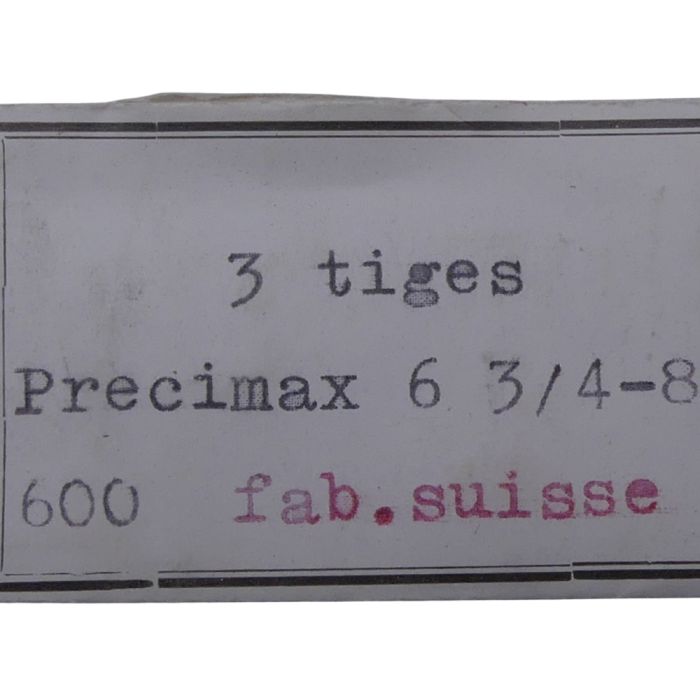 3 tiges
Precimax 6 3/4-8
600 fab.suisse